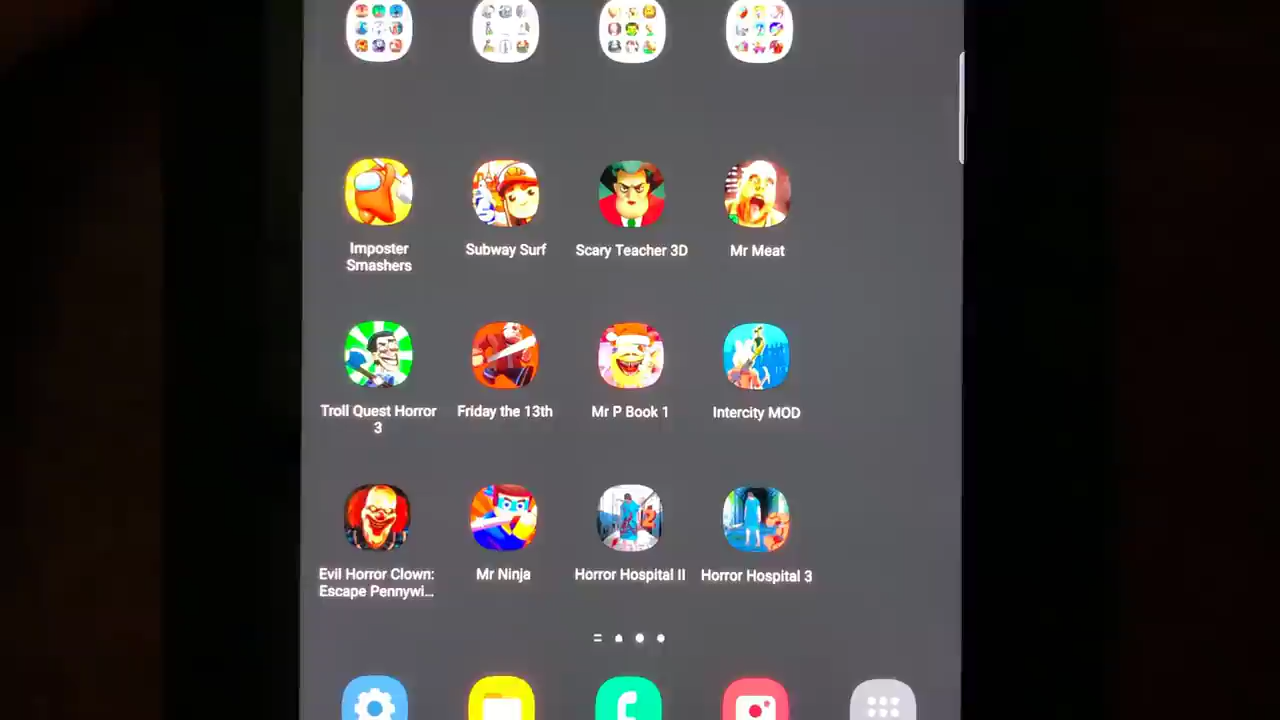 Imposter Smashers
Subway Surf
Scary Teacher 3D
Mr Meat
Troll Quest Horror 3
Friday the 13th
Mr P Book 1
Intercity MOD
Evil Horror Clown:
Escape Pennywi...
Mr Ninja
Horror Hospital II
Horror Hospital 3